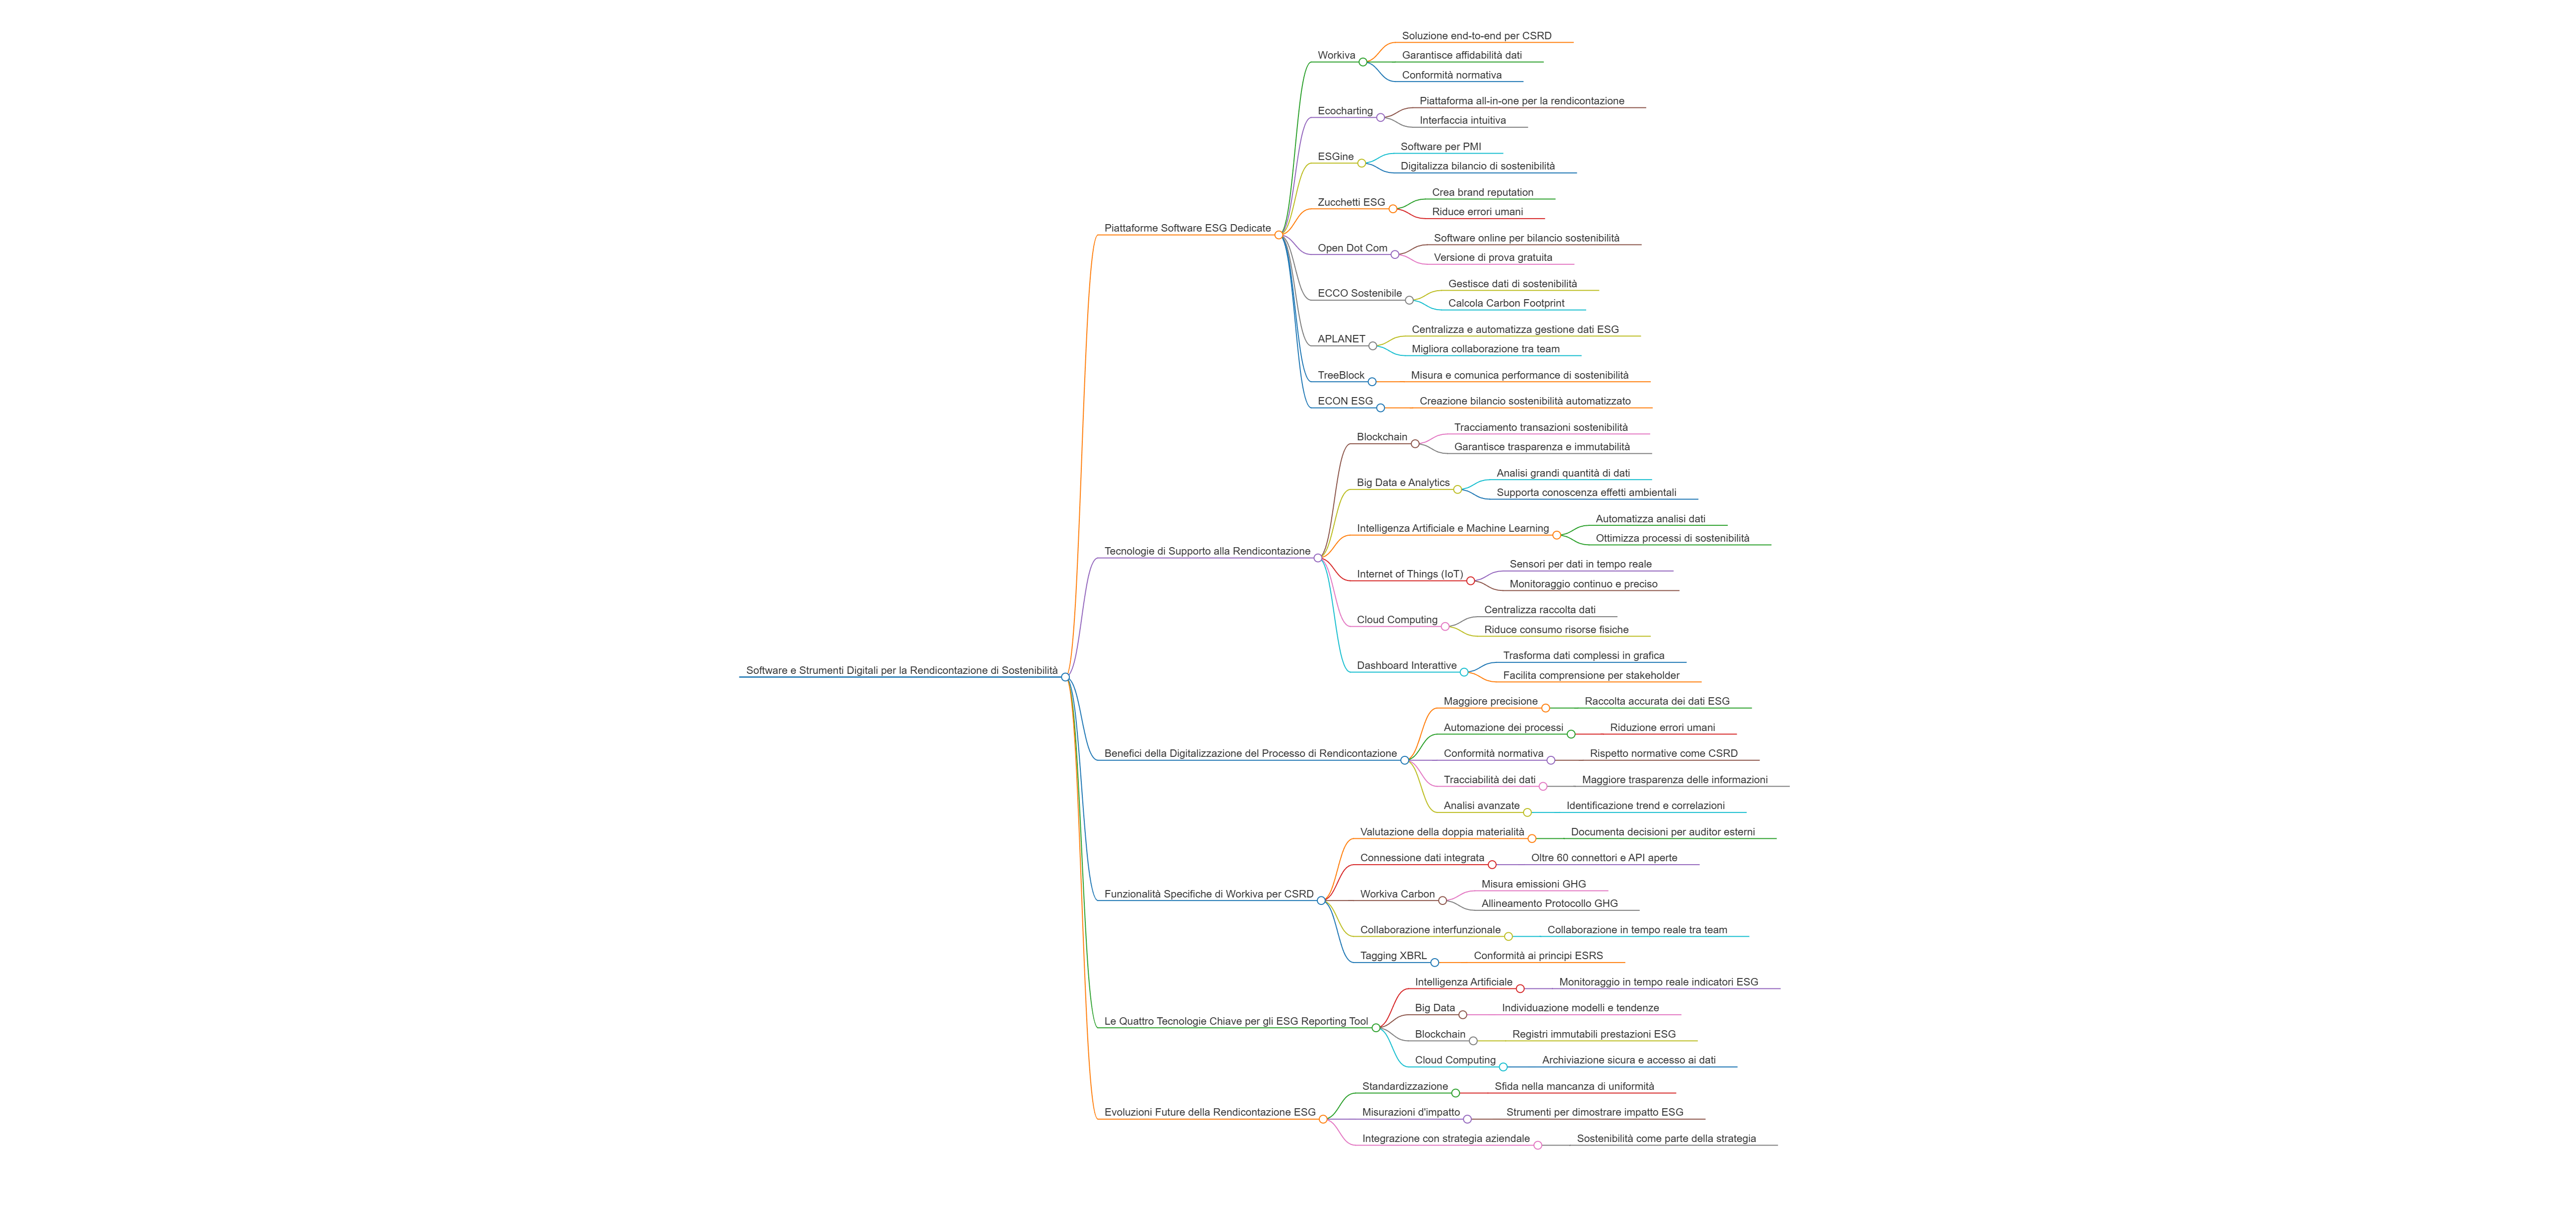 Software e Strumenti Digitali per la Rendicontazione di Sostenibilità
Piattaforme Software ESG Dedicate
Workiva
Soluzione end-to-end per CSRD
Garantisce affidabilità dati
Conformità normativa
Ecocharting
Piattaforma all-in-one per la rendicontazione
Interfaccia intuitiva
ESGine
Software per PMI
Digitalizza bilancio di sostenibilità
Zucchetti ESG
Crea brand reputation
Riduce errori umani
Open Dot Com
Software online per bilancio sostenibilità
Versione di prova gratuita
ECCO Sostenibile
Gestisce dati di sostenibilità
Calcola Carbon Footprint
APLANET
Centralizza e automatizza gestione dati ESG
Migliora collaborazione tra team
TreeBlock
Misura e comunica performance di sostenibilità
ECON ESG
Creazione bilancio sostenibilità automatizzato
Tecnologie di Supporto alla Rendicontazione
Blockchain
Tracciamento transazioni sostenibilità
Garantisce trasparenza e immutabilità
Big Data e Analytics
Analisi grandi quantità di dati
Supporta conoscenza effetti ambientali
Intelligenza Artificiale e Machine Learning
Automatizza analisi dati
Ottimizza processi di sostenibilità
Internet of Things (IoT)
Sensori per dati in tempo reale
Monitoraggio continuo e preciso
Cloud Computing
Centralizza raccolta dati
Riduce consumo risorse fisiche
Dashboard Interattive
Trasforma dati complessi in grafica
Facilita comprensione per stakeholder
Benefici della Digitalizzazione del Processo di Rendicontazione
Maggiore precisione
Raccolta accurata dei dati ESG
Automazione dei processi
Riduzione errori umani
Conformità normativa
Rispetto normative come CSRD
Tracciabilità dei dati
Maggiore trasparenza delle informazioni
Analisi avanzate
Identificazione trend e correlazioni
Funzionalità Specifiche di Workiva per CSRD
Valutazione della doppia materialità
Documenta decisioni per auditor esterni
Connessione dati integrata
Oltre 60 connettori e API aperte
Workiva Carbon
Misura emissioni GHG
Allineamento Protocollo GHG
Collaborazione interfunzionale
Collaborazione in tempo reale tra team
Tagging XBRL
Conformità ai principi ESRS
Le Quattro Tecnologie Chiave per gli ESG Reporting Tool
Intelligenza Artificiale
Monitoraggio in tempo reale indicatori ESG
Big Data
Individuazione modelli e tendenze
Blockchain
Registri immutabili prestazioni ESG
Cloud Computing
Archiviazione sicura e accesso ai dati
Evoluzioni Future della Rendicontazione ESG
Standardizzazione
Sfida nella mancanza di uniformità
Misurazioni d'impatto
Strumenti per dimostrare impatto ESG
Integrazione con strategia aziendale
Sostenibilità come parte della strategia